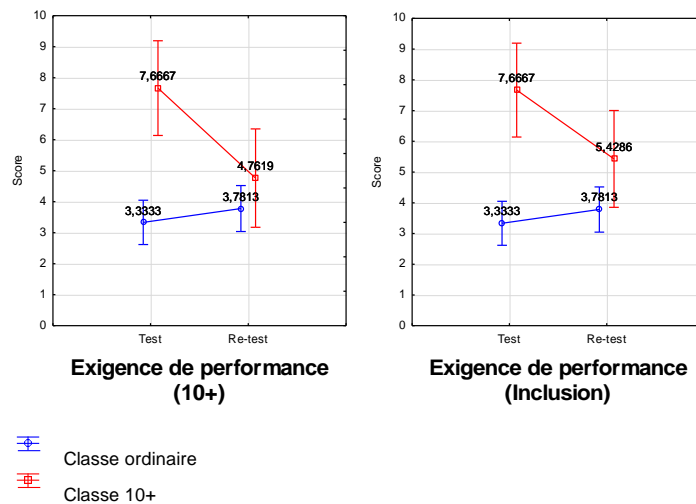 10
9
8
7
6
5
4
3
2
1
0
Score
7,6667
4,7619
3,3333
3,7813
Test
Re-test
Exigence de performance
(10+)
10
9
8
7
6
5
4
3
2
1
0
Score
7,6667
5,4286
3,3333
3,7813
Test
Re-test
Exigence de performance
(Inclusion)
Classe ordinaire
Classe 10+